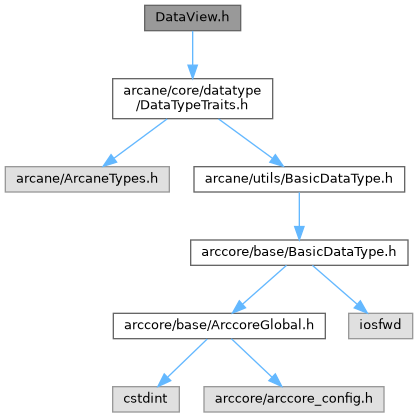 DataView.h
arcane/core/datatype
/DataTypeTraits.h
arcane/ArcaneTypes.h
arcane/utils/BasicDataType.h
arccore/base/BasicDataType.h
arccore/base/ArccoreGlobal.h
iosfwd
cstdint
arccore/arccore_config.h